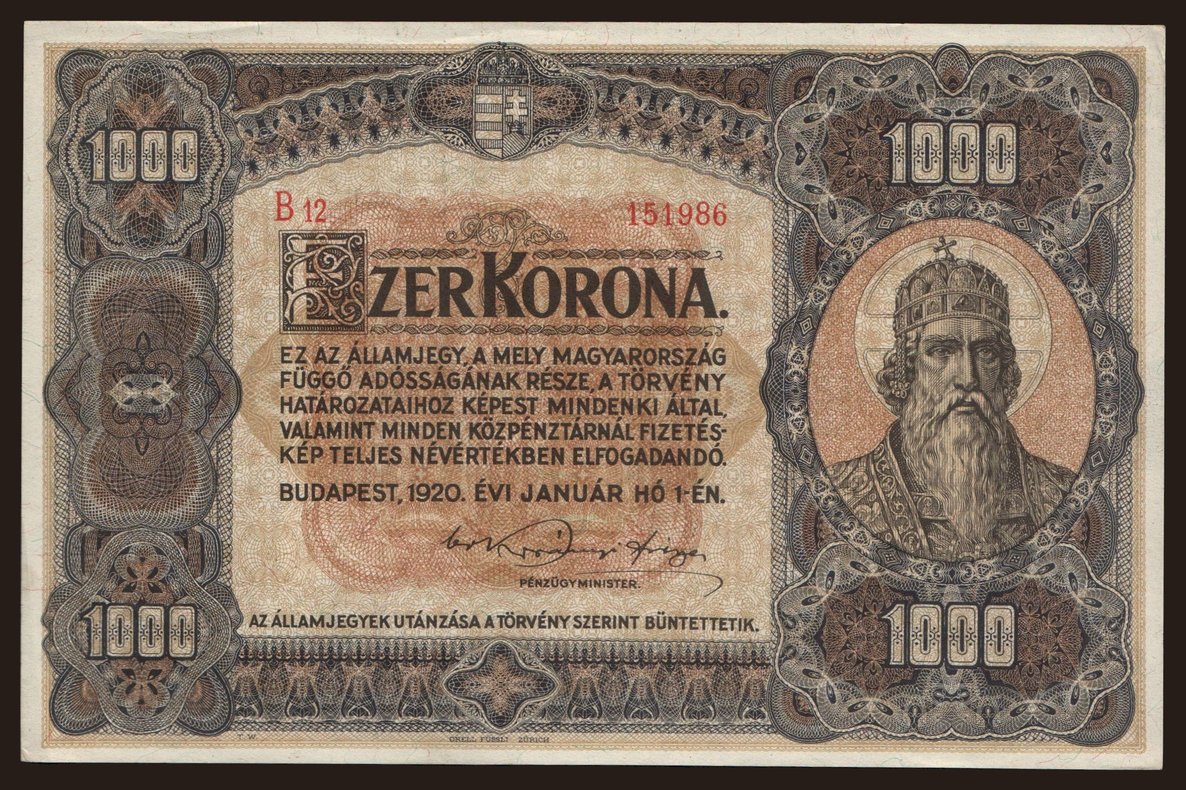 1000
1000
B 12
151986
EZER KORONA.
EZ AZ ÁLLAMJEGY, A MELY MAGYARORSZÁG
FÜGGŐ ADÓSSÁGÁNAK RÉSZE, A TÖRVÉNY
HATÁROZATAIHOZ KÉPEST MINDENKI ÁLTAL,
VALAMINT MINDEN KÖZPÉNZTÁRNÁL FIZETÉS-
KÉP TELJES NÉVÉRTÉKBEN ELFOGADANDÓ.
BUDAPEST, 1920. ÉVI JANUÁR HÓ 1-ÉN.
PÉNZÜGYMINISTER.
AZ ÁLLAMJEGYEK UTÁNZÁSA A TÖRVÉNY SZERINT BÜNTETTETIK.
1000
1000
T. W.
ORELL FÜSSLI ZÜRICH